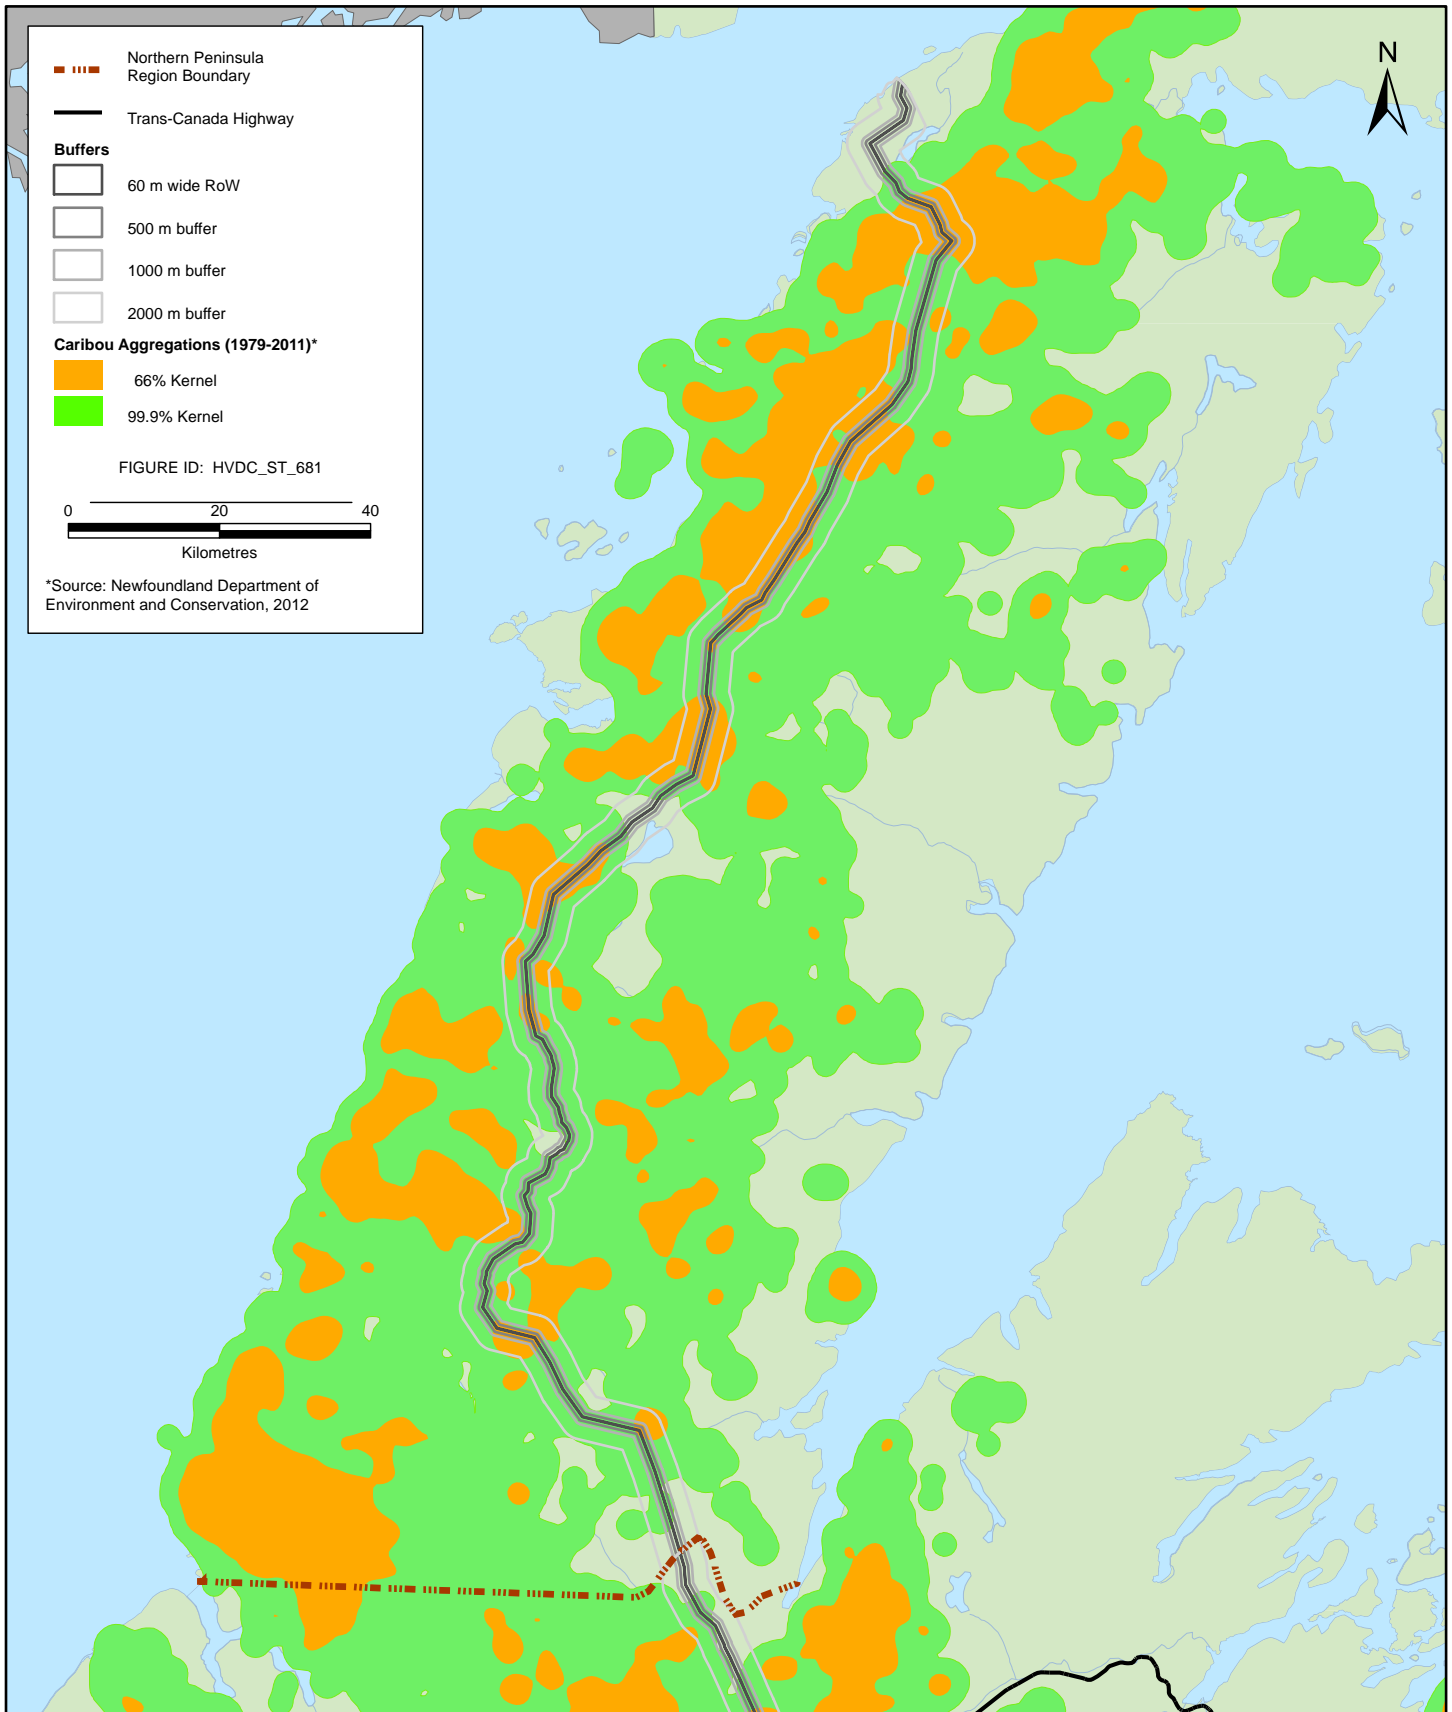 Northern Peninsula
Region Boundary
Trans-Canada Highway
Buffers
60 m wide RoW
500 m buffer
1000 m buffer
2000 m buffer
Caribou Aggregations (1979-2011)*
66% Kernel
99.9% Kernel
FIGURE ID: HVDC_ST_681
0 20 40
Kilometres
*Source: Newfoundland Department of
Environment and Conservation, 2012
N